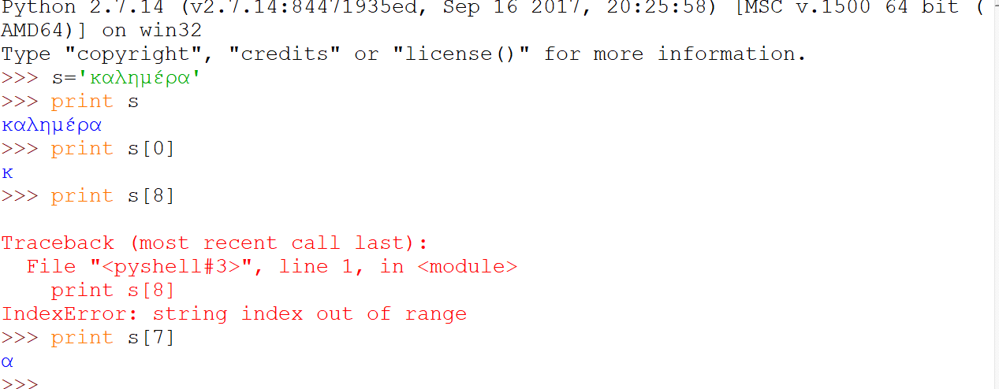 Python 2.7.14 (v2.7.14:84471935ed, Sep 16 2017, 20:25:58) [MSC v.1500 64 bit (
AMD64)] on win32
Type "copyright", "credits" or "license()" for more information.
>>> s='καλημέρα'
>>> print s
καλημέρα
>>> print s[0]
κ
>>> print s[8]

Traceback (most recent call last):
  File "<pyshell#3>", line 1, in <module>
    print s[8]
IndexError: string index out of range
>>> print s[7]
α
>>>